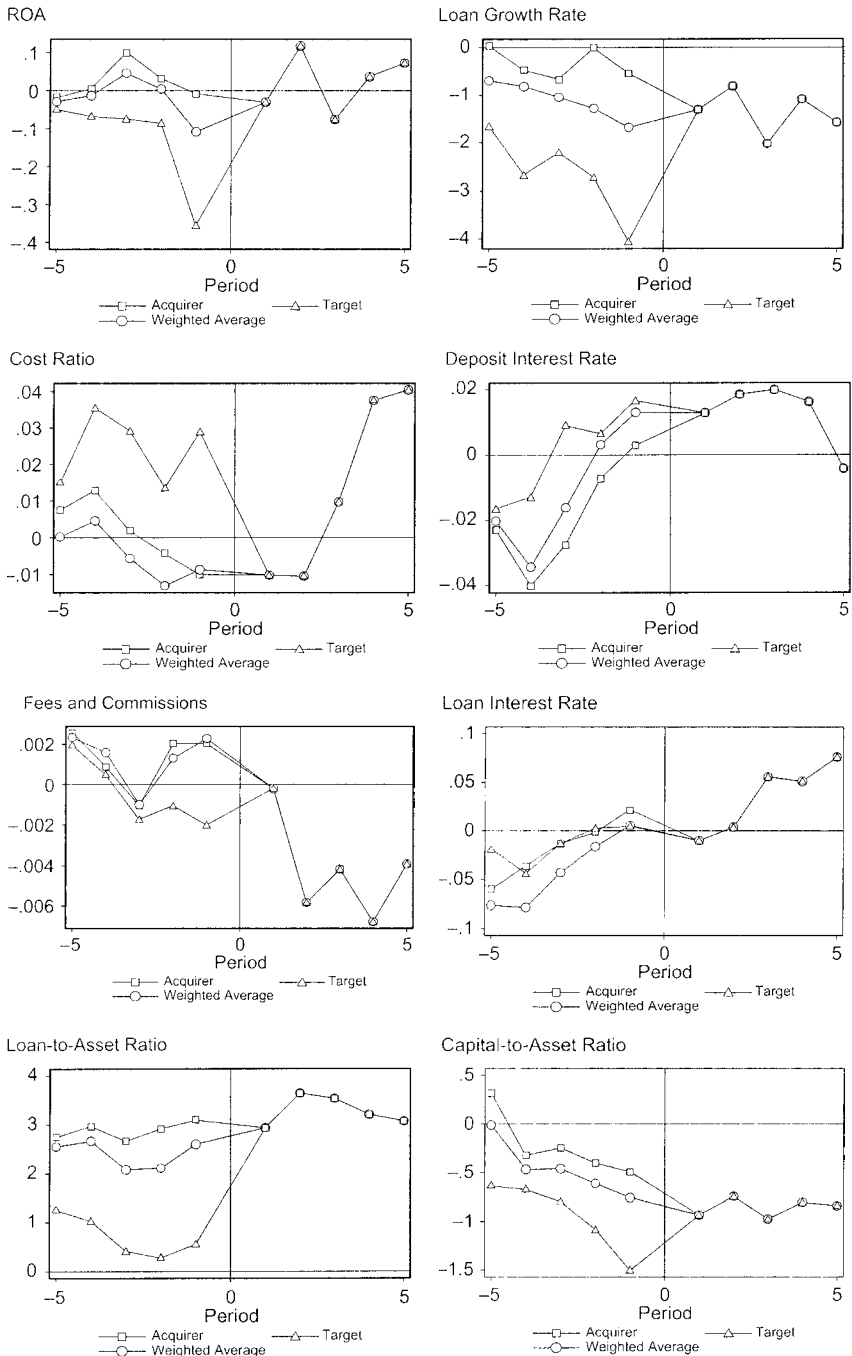 ROA
.1
0
−.1
−.2
−.3
−.4
−5 0 5
Period
Acquirer Target
Weighted Average
Loan Growth Rate
0
−1
−2
−3
−4
−5 0 5
Period
Acquirer Target
Weighted Average
Cost Ratio
.04
.03
.02
.01
0
−.01
−5 0 5
Period
Acquirer Target
Weighted Average
Deposit Interest Rate
.02
0
−.02
−.04
−5 0 5
Period
Acquirer Target
Weighted Average
Fees and Commissions
.002
0
−.002
−.004
−.006
−5 0 5
Period
Acquirer Target
Weighted Average
Loan Interest Rate
.1
.05
0
−.05
−.1
−5 0 5
Period
Acquirer Target
Weighted Average
Loan-to-Asset Ratio
4
3
2
1
0
−5 0 5
Period
Acquirer Target
Weighted Average
Capital-to-Asset Ratio
.5
0
−.5
−1
−1.5
−5 0 5
Period
Acquirer Target
Weighted Average